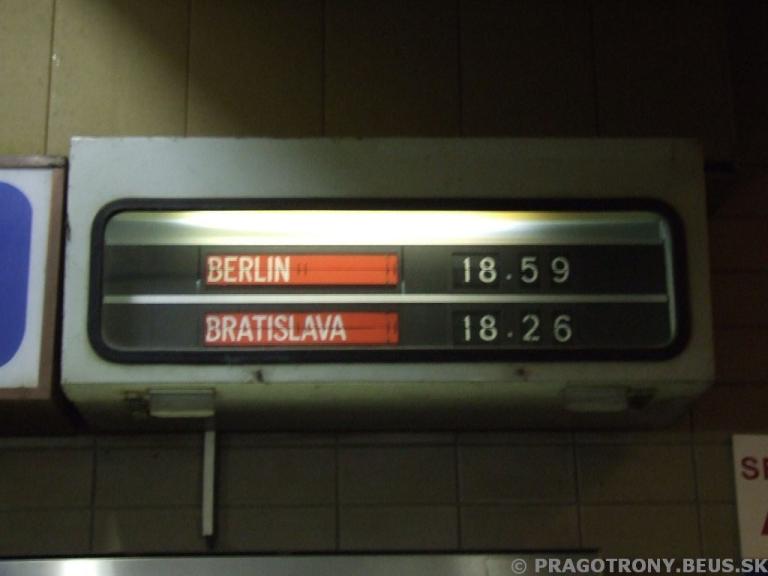 BERLIN 18.59
BRATISLAVA 18.26
© PRAGOTRONY.BEUS.SK